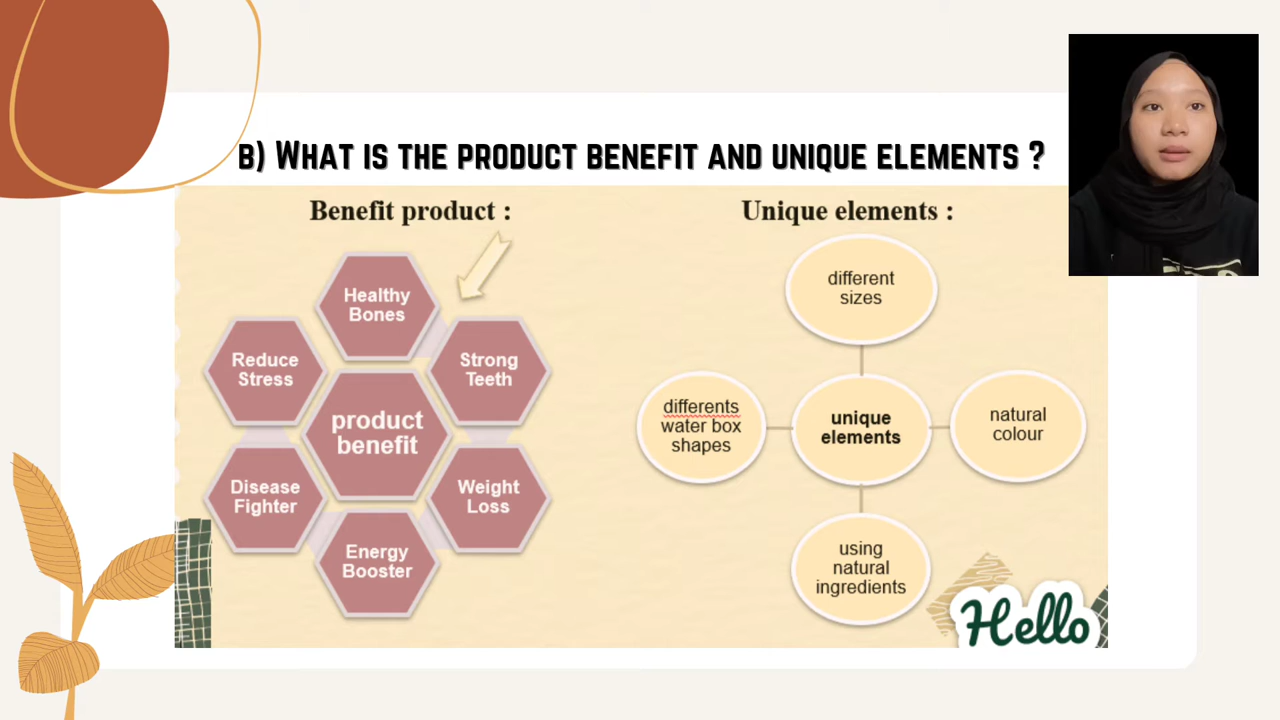 B) WHAT IS THE PRODUCT BENEFIT AND UNIQUE ELEMENTS ?
Benefit product :
Healthy
Bones
Strong
Teeth
Weight
Loss
Energy
Booster
Disease
Fighter
Reduce
Stress
product
benefit
Unique elements :
different
sizes
natural
colour
using
natural
ingredients
differents
water box
shapes
unique
elements
Hello